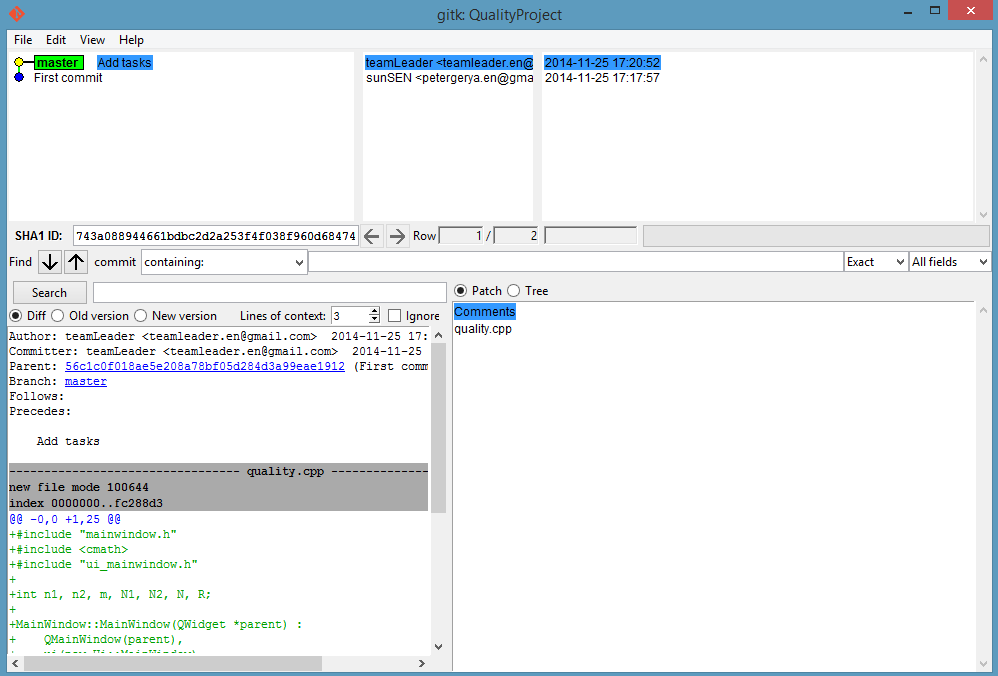 gitk: QualityProject
File Edit View Help
master Add tasks teamLeader <teamleader.en@ 2014-11-25 17:20:52
First commit sunSEN <petergerya.en@gma 2014-11-25 17:17:57
SHA1 ID: 743a088944661bdbc2d2a253f4f038f960d68474 Row 1 / 2
Find commit containing: Exact All fields
Search
Patch Tree
Diff Old version New version Lines of context: 3 Ignore
Comments
quality.cpp
Author: teamLeader <teamleader.en@gmail.com> 2014-11-25 17:
Committer: teamLeader <teamleader.en@gmail.com> 2014-11-25
Parent: 56c1c0f018ae5e208a78bf05d284d3a99eae1912 (First comm
Branch: master
Follows:
Precedes:
Add tasks
--------------------------------- quality.cpp --------------
new file mode 100644
index 0000000..fc288d3
@@ -0,0 +1,25 @@
+#include "mainwindow.h"
+#include <cmath>
+#include "ui_mainwindow.h"
+
+int n1, n2, m, N1, N2, N, R;
+
+MainWindow::MainWindow(QWidget *parent) :
+    QMainWindow(parent),
+    ui(new Ui::MainWindow)